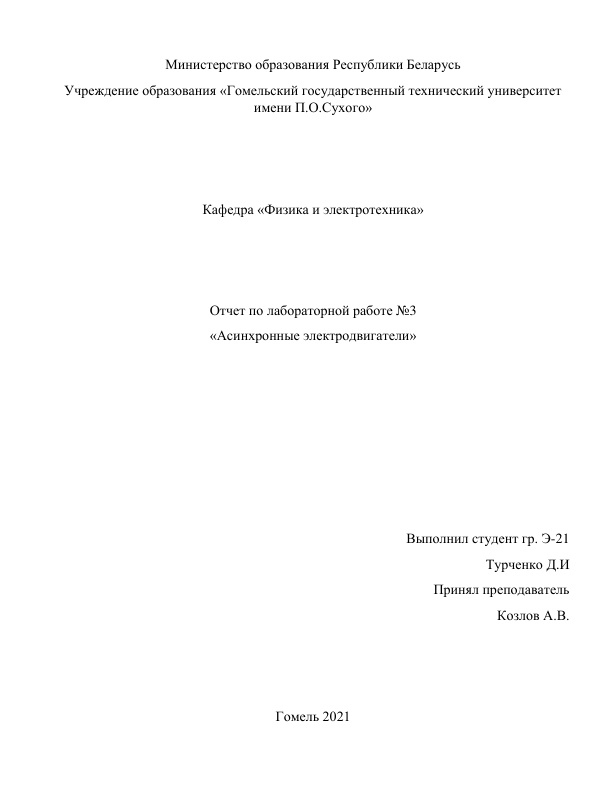 Министерство образования Республики Беларусь
Учреждение образования «Гомельский государственный технический университет
имени П.О.Сухого»
Кафедра «Физика и электротехника»
Отчет по лабораторной работе №3
«Асинхронные электродвигатели»
Выполнил студент гр. Э-21
Турченко Д.И
Принял преподаватель
Козлов А.В.
Гомель 2021